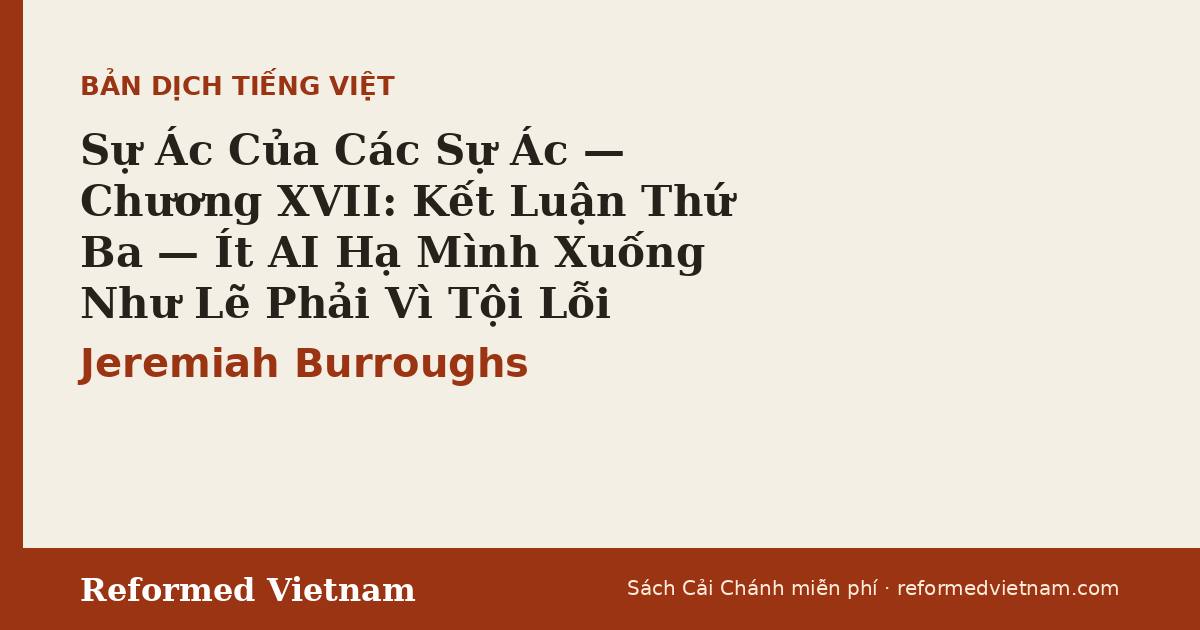 BẢN DỊCH TIẾNG VIỆT
Sự Ác Của Các Sự Ác —
Chương XVII: Kết Luận Thứ
Ba — Ít AI Hạ Mình Xuống
Như Lẽ Phải Vì Tội Lỗi
Jeremiah Burroughs
Reformed Vietnam
Sách Cải Chánh miễn phí · reformedvietnam.com